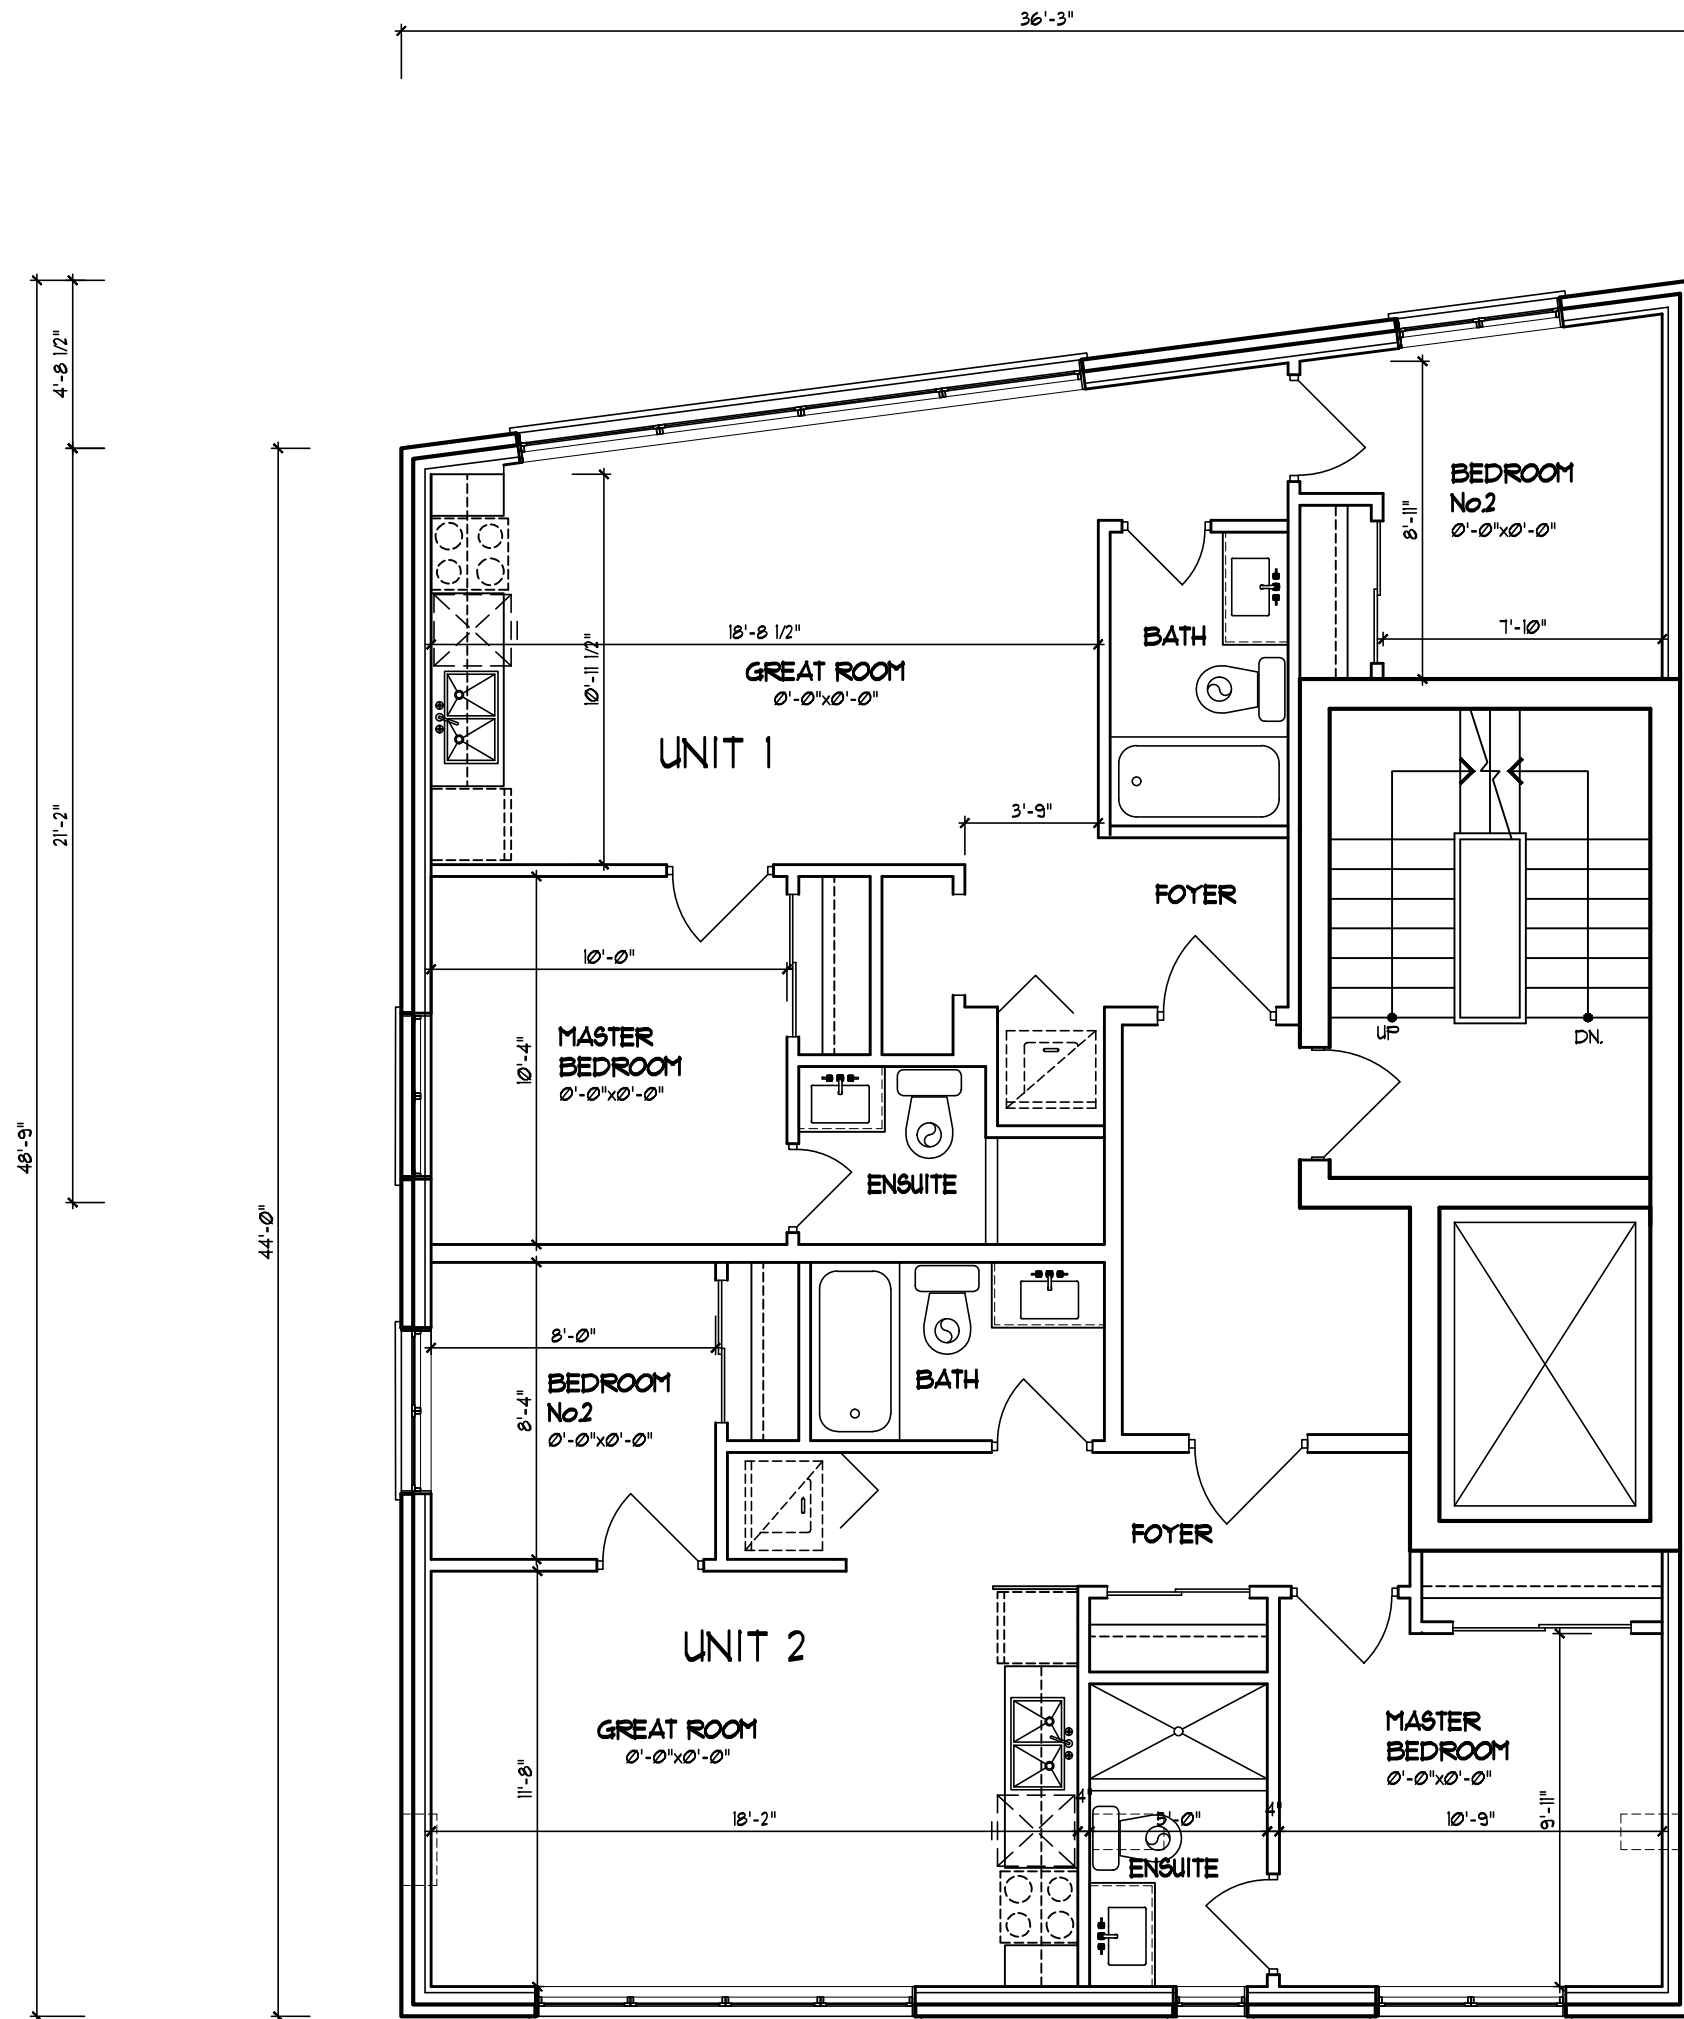 36'-3"
4'-8 1/2"
21'-2"
48'-9"
44'-0"
BEDROOM
No.2
0'-0"x0'-0"
8'-11"
7'-10"
18'-8 1/2"
10'-11 1/2"
GREAT ROOM
0'-0"x0'-0"
BATH
UNIT 1
3'-9"
FOYER
10'-0"
10'-4"
MASTER
BEDROOM
0'-0"x0'-0"
UP
DN.
ENSUITE
8'-0"
8'-4"
BEDROOM
No.2
0'-0"x0'-0"
BATH
FOYER
UNIT 2
GREAT ROOM
0'-0"x0'-0"
11'-8"
18'-2"
4"
5'-0"
4"
ENSUITE
MASTER
BEDROOM
0'-0"x0'-0"
10'-9"
9'-11"